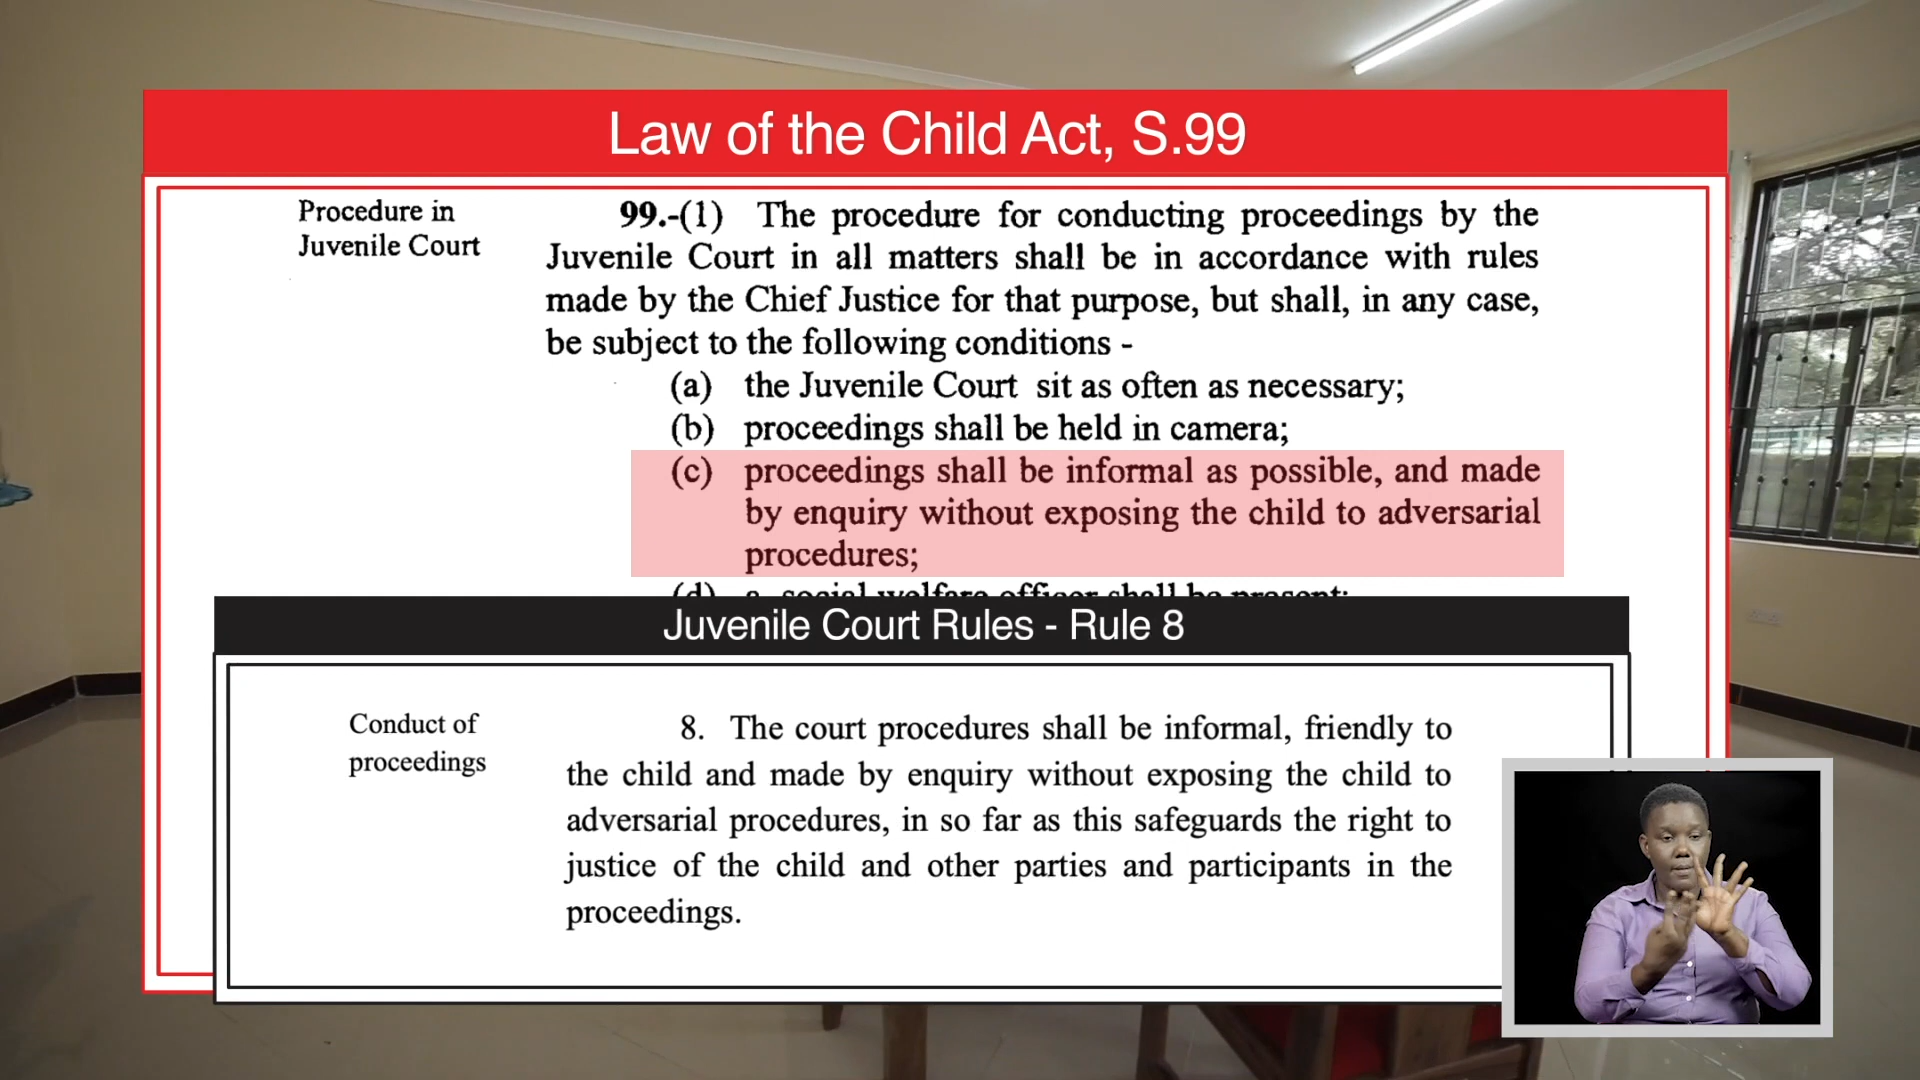 Law of the Child Act, S.99
Procedure in
Juvenile Court
99.-(1) The procedure for conducting proceedings by the
Juvenile Court in all matters shall be in accordance with rules
made by the Chief Justice for that purpose, but shall, in any case,
be subject to the following conditions -
(a) the Juvenile Court sit as often as necessary;
(b) proceedings shall be held in camera;
(c) proceedings shall be informal as possible, and made
by enquiry without exposing the child to adversarial
procedures;
(d) a social welfare officer shall be present;
Juvenile Court Rules - Rule 8
Conduct of
proceedings
8. The court procedures shall be informal, friendly to
the child and made by enquiry without exposing the child to
adversarial procedures, in so far as this safeguards the right to
justice of the child and other parties and participants in the
proceedings.